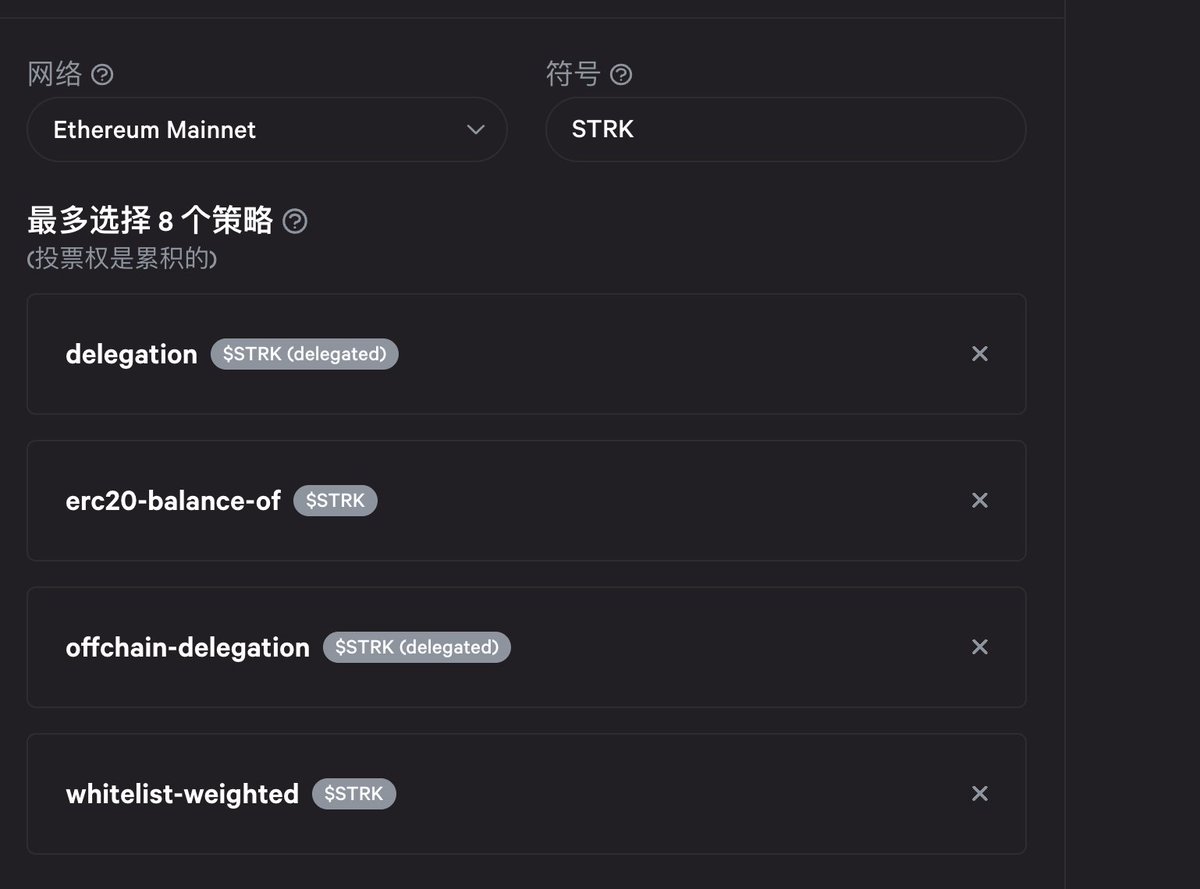 网络
符号
Ethereum Mainnet
STRK
最多选择 8 个策略
(投票权是累积的)
delegation $STRK (delegated)
erc20-balance-of $STRK
offchain-delegation $STRK (delegated)
whitelist-weighted $STRK